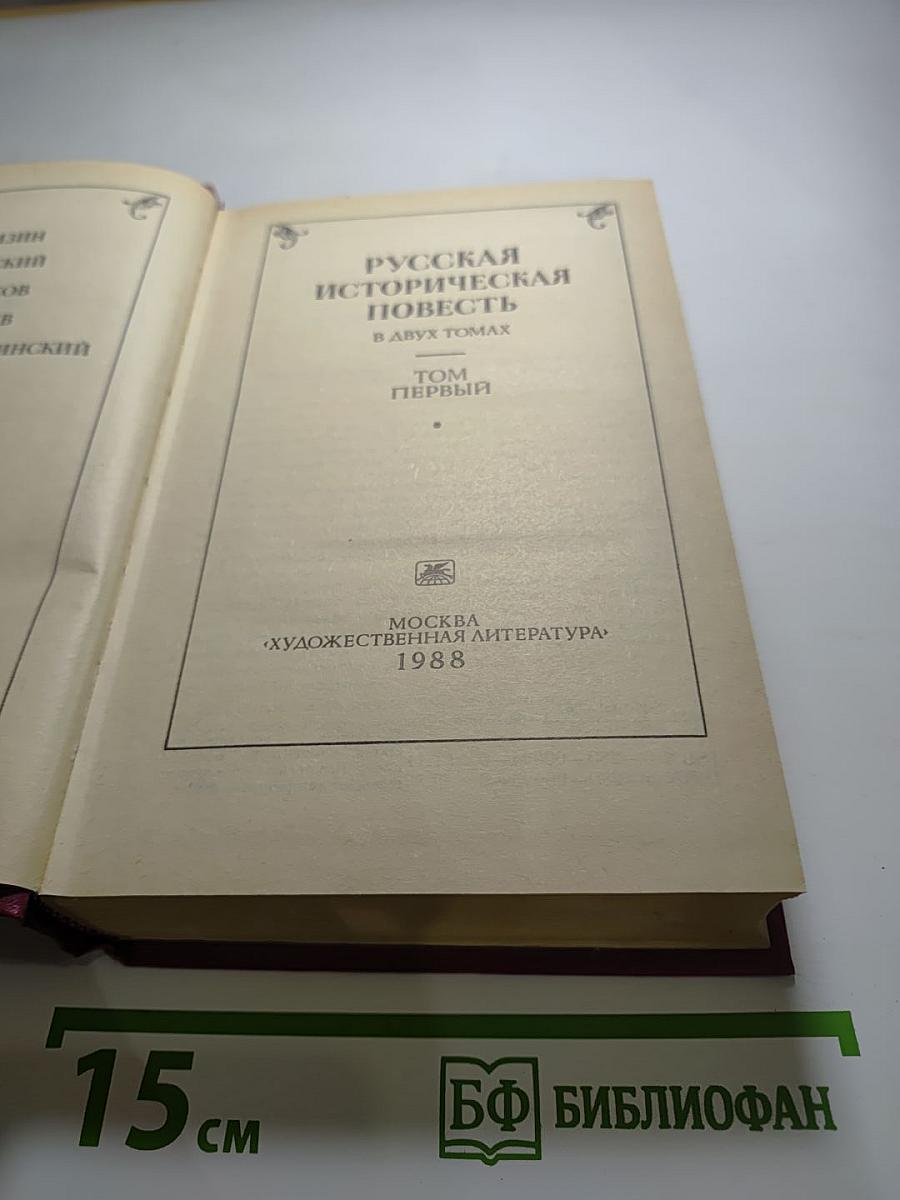 РУССКАЯ
ИСТОРИЧЕСКАЯ
ПОВЕСТЬ
В ДВУХ ТОМАХ
ТОМ
ПЕРВЫЙ
МОСКВА
«ХУДОЖЕСТВЕННАЯ ЛИТЕРАТУРА»
1988
15 см
БФ БИБЛИОФАН